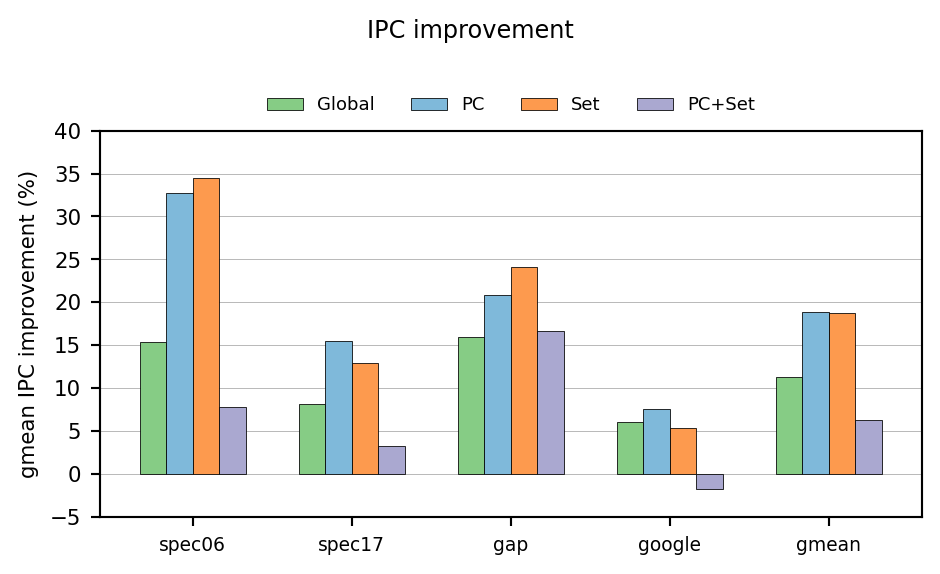 IPC improvement
Global PC Set PC+Set
gmean IPC improvement (%)
40
35
30
25
20
15
10
5
0
−5
spec06 spec17 gap google gmean